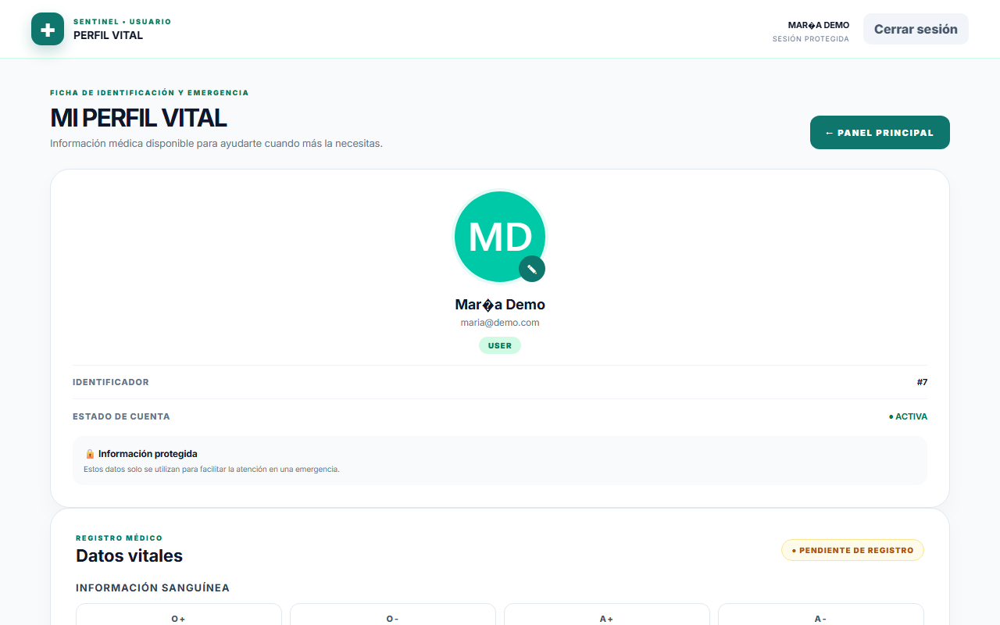 SENTINEL • USUARIO
PERFIL VITAL
MAR�A DEMO
SESIÓN PROTEGIDA
Cerrar sesión
FICHA DE IDENTIFICACIÓN Y EMERGENCIA
MI PERFIL VITAL
Información médica disponible para ayudarte cuando más la necesitas.
← PANEL PRINCIPAL
MD
Mar�a Demo
maria@demo.com
USER
IDENTIFICADOR #7
ESTADO DE CUENTA ● ACTIVA
🔒 Información protegida
Estos datos solo se utilizan para facilitar la atención en una emergencia.
REGISTRO MÉDICO
Datos vitales
● PENDIENTE DE REGISTRO
INFORMACIÓN SANGUÍNEA
O+ O- A+ A-